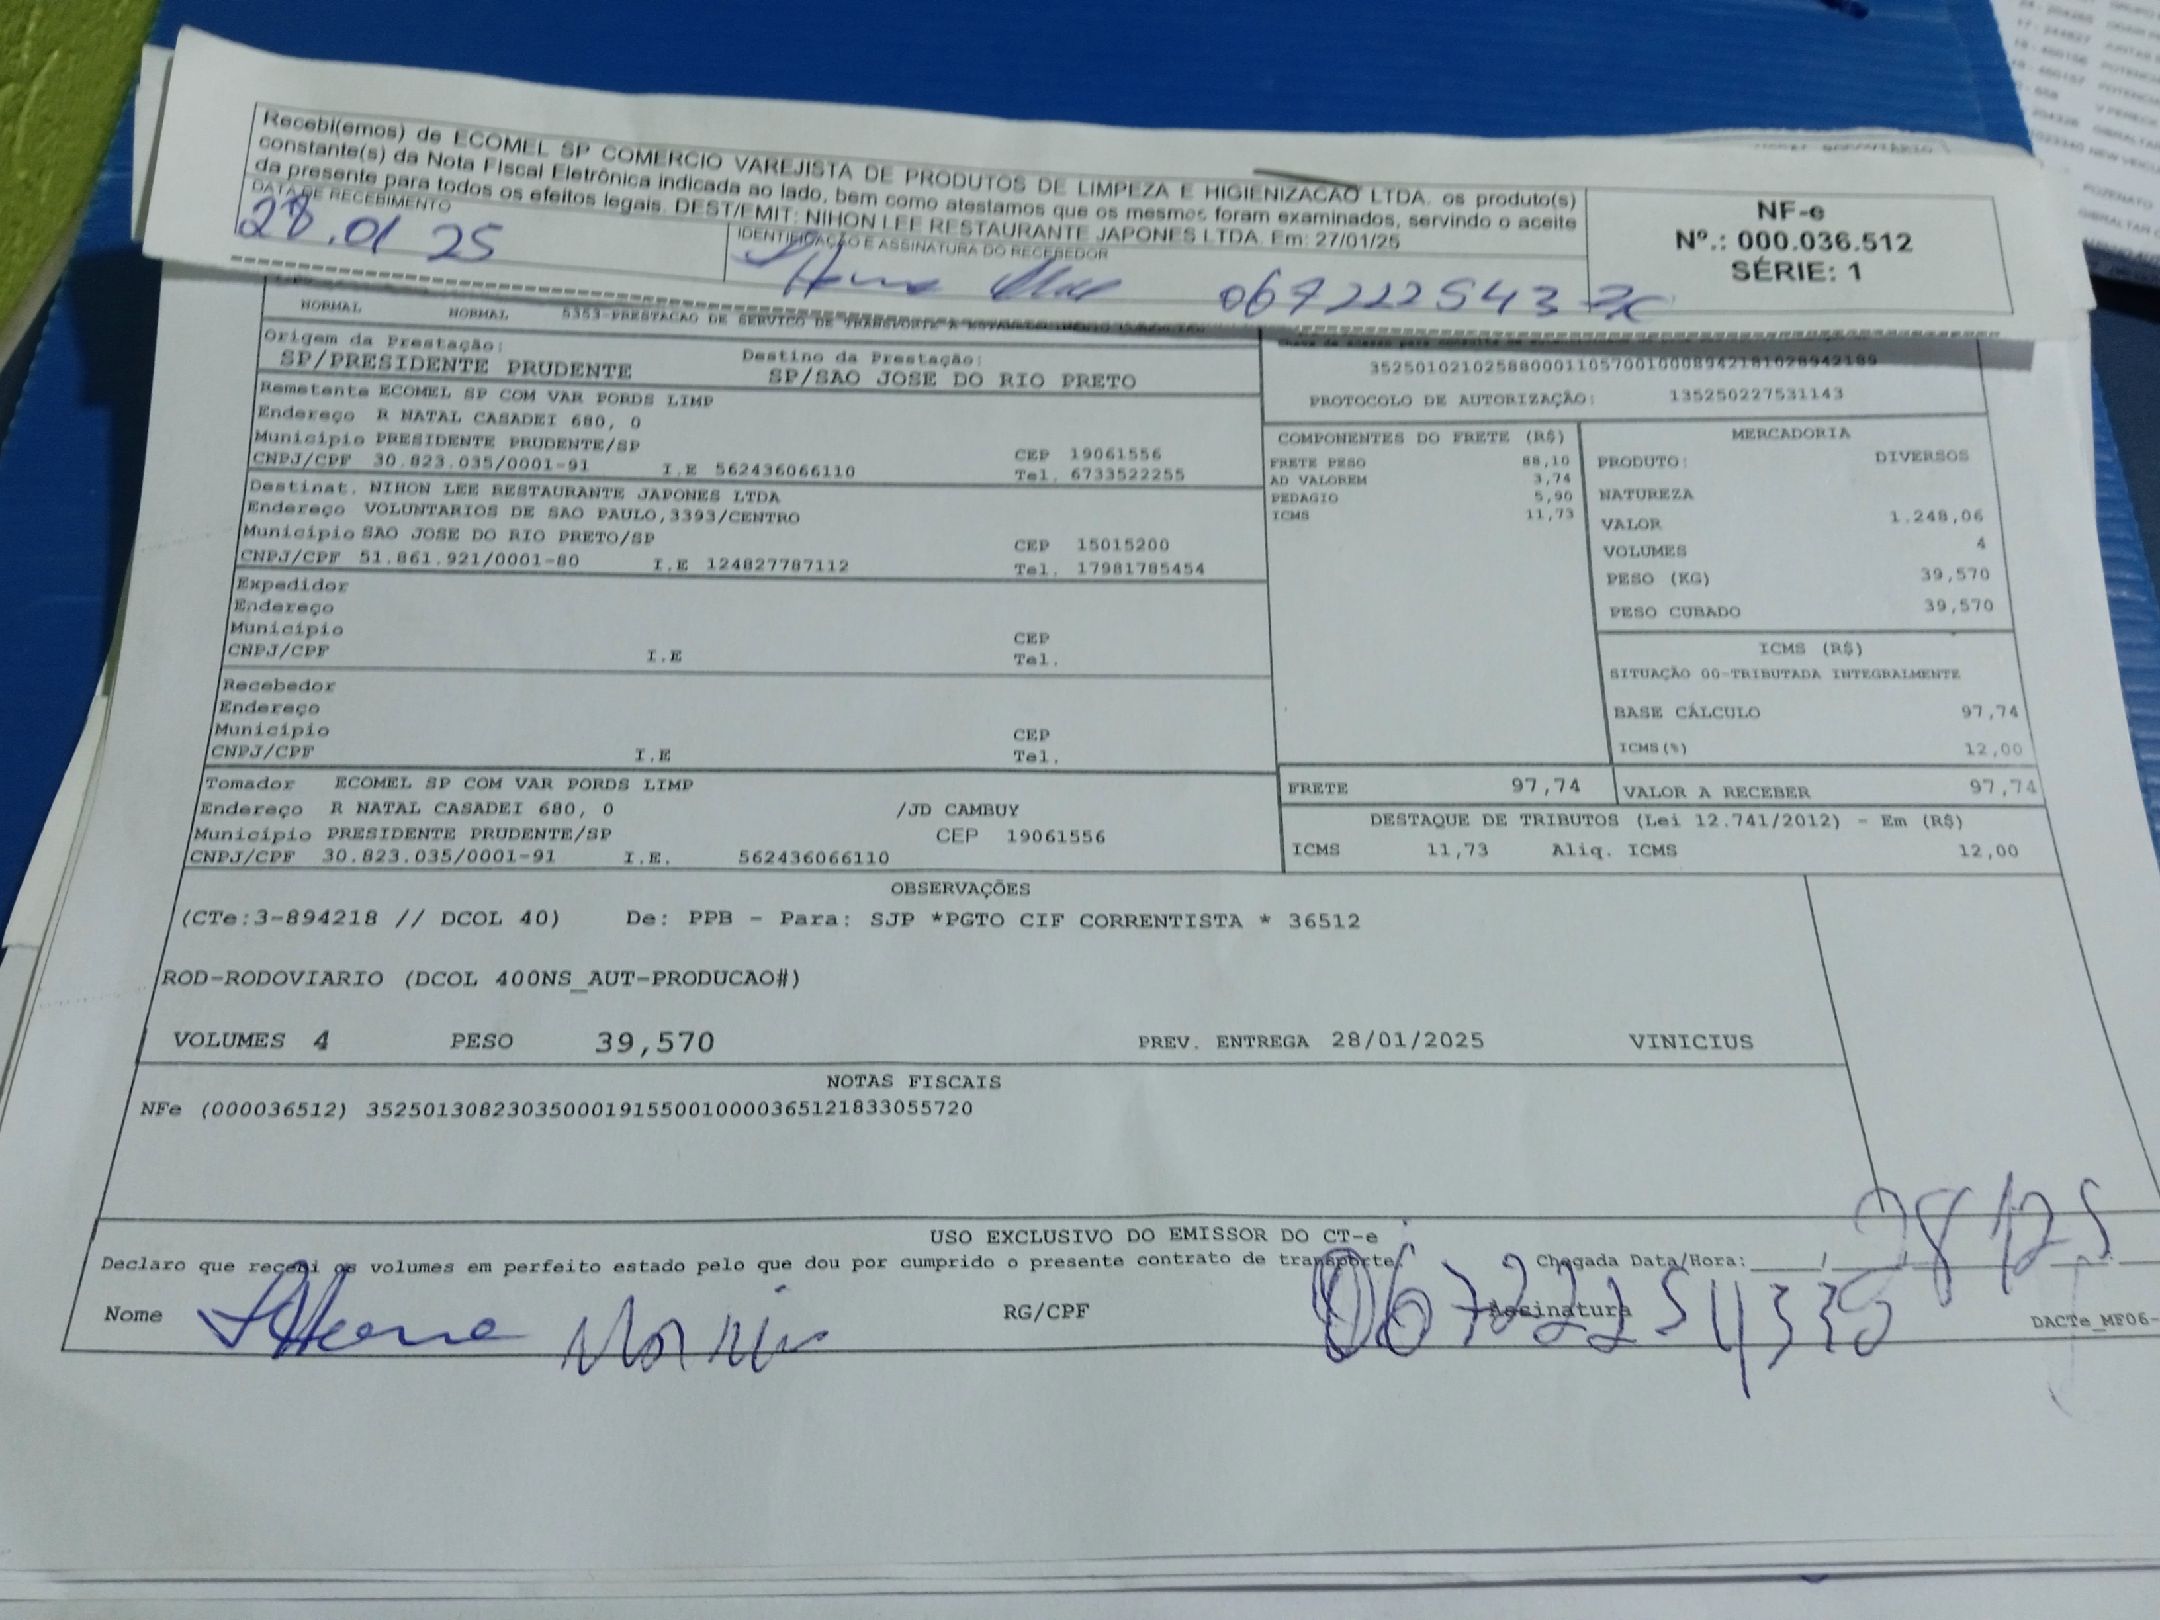 Recebi(emos) de ECOMEL SP COMERCIO VAREJISTA DE PRODUTOS DE LIMPEZA E HIGIENIZACAO LTDA. os produto(s)
constante(s) da Nota Fiscal Eletrônica indicada ao lado, bem como atestamos que os mesmos foram examinados, servindo o aceite
da presente para todos os efeitos legais. DEST/EMIT: NIHON LEE RESTAURANTE JAPONES LTDA. Em: 27/01/25
NF-e
Nº.: 000.036.512
SÉRIE: 1
DATA DE RECEBIMENTO
28.01 25
IDENTIFICAÇÃO E ASSINATURA DO RECEBEDOR
067222543
NORMAL NORMAL 5353-PRESTACAO DE SERVICO DE TRANSPORTE A
Origem da Prestação: Destino da Prestação:
SP/PRESIDENTE PRUDENTE SP/SAO JOSE DO RIO PRETO
35250102102588000110570010008942181028942189
PROTOCOLO DE AUTORIZAÇÃO: 135250227531143
Remetente ECOMEL SP COM VAR PORDS LIMP
Endereço R NATAL CASADEI 680, 0
Município PRESIDENTE PRUDENTE/SP CEP 19061556
CNPJ/CPF 30.823.035/0001-91 I.E 562436066110 Tel. 6733522255
Destinat. NIHON LEE RESTAURANTE JAPONES LTDA
Endereço VOLUNTARIOS DE SAO PAULO,3393/CENTRO
Município SAO JOSE DO RIO PRETO/SP CEP 15015200
CNPJ/CPF 51.861.921/0001-80 I.E 124827787112 Tel. 17981785454
Expedidor
Endereço
Município CEP
CNPJ/CPF I.E Tel.
Recebedor
Endereço
Município CEP
CNPJ/CPF I.E Tel.
Tomador ECOMEL SP COM VAR PORDS LIMP
Endereço R NATAL CASADEI 680, 0 /JD CAMBUY
Município PRESIDENTE PRUDENTE/SP CEP 19061556
CNPJ/CPF 30.823.035/0001-91 I.E. 562436066110
COMPONENTES DO FRETE (R$)
FRETE PESO 88,10
AD VALOREM 3,74
PEDAGIO 5,90
ICMS 11,73
MERCADORIA
PRODUTO: DIVERSOS
NATUREZA
VALOR 1.248,06
VOLUMES 4
PESO (KG) 39,570
PESO CUBADO 39,570
ICMS (R$)
SITUAÇÃO 00-TRIBUTADA INTEGRALMENTE
BASE CÁLCULO 97,74
ICMS(%) 12,00
FRETE 97,74 VALOR A RECEBER 97,74
DESTAQUE DE TRIBUTOS (Lei 12.741/2012) - Em (R$)
ICMS 11,73 Aliq. ICMS 12,00
OBSERVAÇÕES
(CTe:3-894218 // DCOL 40) De: PPB - Para: SJP *PGTO CIF CORRENTISTA * 36512
ROD-RODOVIARIO (DCOL 400NS_AUT-PRODUCAO#)
VOLUMES 4 PESO 39,570 PREV. ENTREGA 28/01/2025 VINICIUS
NOTAS FISCAIS
NFe (000036512) 35250130823035000191550010000365121833055720
USO EXCLUSIVO DO EMISSOR DO CT-e
Declaro que recebi os volumes em perfeito estado pelo que dou por cumprido o presente contrato de transporte. Chegada Data/Hora:_____/
Nome RG/CPF Assinatura
DACTe_MF06-